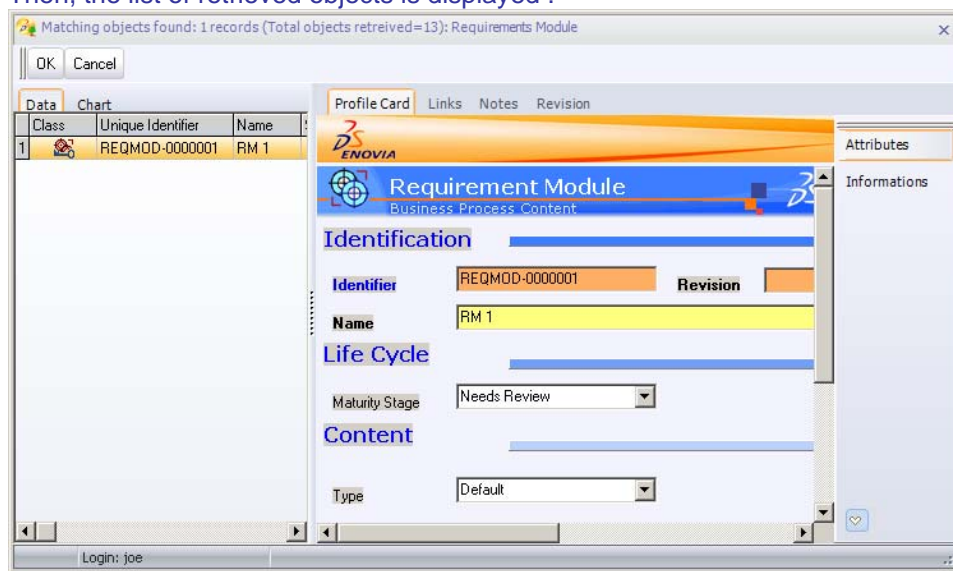 Then, the list of retrieved objects is displayed :
Matching objects found: 1 records (Total objects retreived=13): Requirements Module
OK Cancel
Data Chart
Class Unique Identifier Name
1 REQMOD-0000001 RM 1
Profile Card Links Notes Revision
ENOVIA
Requirement Module
Business Process Content
Identification
Identifier REQMOD-0000001 Revision
Name RM 1
Life Cycle
Maturity Stage Needs Review
Content
Type Default
Attributes
Informations
Login: joe